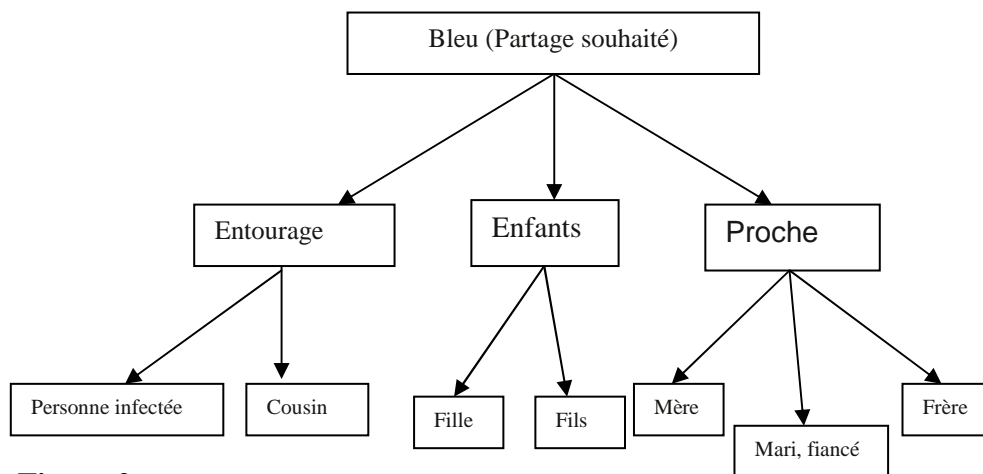 Bleu (Partage souhaité)
Entourage
Enfants
Proche
Personne infectée
Cousin
Fille
Fils
Mère
Mari, fiancé
Frère